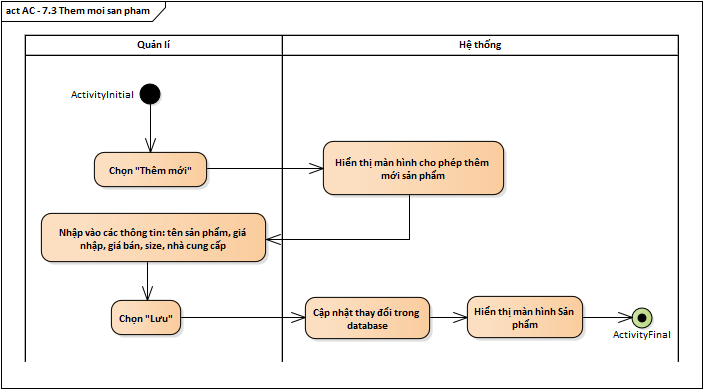 act AC - 7.3 Them moi san pham
Quản lí
Hệ thống
ActivityInitial
Chọn "Thêm mới"
Hiển thị màn hình cho phép thêm
mới sản phẩm
Nhập vào các thông tin: tên sản phẩm, giá
nhập, giá bán, size, nhà cung cấp
Chọn "Lưu"
Cập nhật thay đổi trong
database
Hiển thị màn hình Sản
phẩm
ActivityFinal